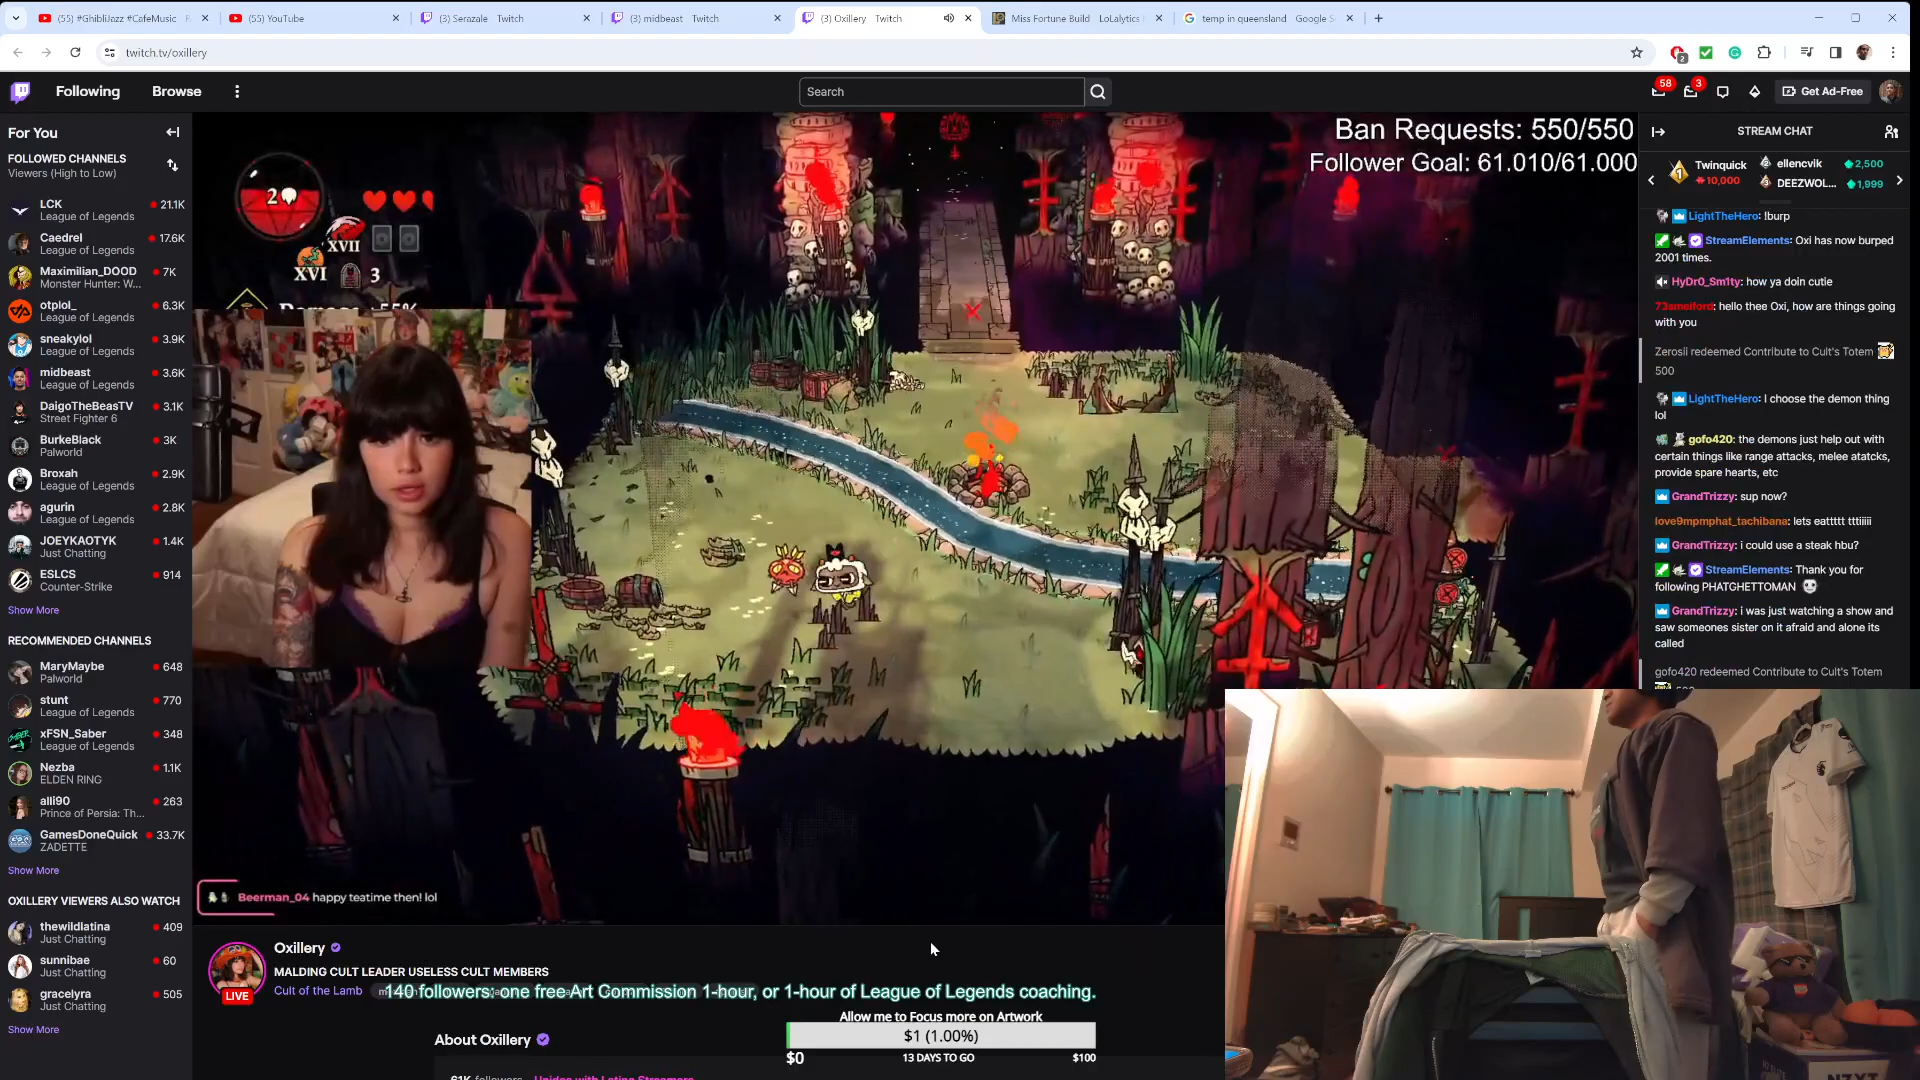 (55) #GhibliJazz #CafeMusic
(55) YouTube
(3) Serazale Twitch
(3) midbeast Twitch
(3) Oxillery Twitch
Miss Fortune Build LoLalytics
temp in queensland Google S
twitch.tv/oxillery
2
Following
Browse
Search
58
3
Get Ad-Free
For You
FOLLOWED CHANNELS
Viewers (High to Low)
LCK 21.1K
League of Legends
Caedrel 17.6K
League of Legends
Maximilian_DOOD 7K
Monster Hunter: W...
otplol_ 6.3K
League of Legends
sneakylol 3.9K
League of Legends
midbeast 3.6K
League of Legends
DaigoTheBeasTV 3.1K
Street Fighter 6
BurkeBlack 3K
Palworld
Broxah 2.9K
League of Legends
agurin 2.8K
League of Legends
JOEYKAOTYK 1.4K
Just Chatting
ESLCS 914
Counter-Strike
Show More
RECOMMENDED CHANNELS
MaryMaybe 648
Palworld
stunt 770
League of Legends
xFSN_Saber 348
League of Legends
Nezba 1.1K
ELDEN RING
alli90 263
Prince of Persia: Th...
GamesDoneQuick 33.7K
ZADETTE
Show More
OXILLERY VIEWERS ALSO WATCH
thewildlatina 409
Just Chatting
sunnibae 60
Just Chatting
gracelyra 505
Just Chatting
Show More
Ban Requests: 550/550
Follower Goal: 61.010/61.000
2
XVII
XVI
3
Damage +55%
Beerman_04 happy teatime then! lol
Oxillery
MALDING CULT LEADER USELESS CULT MEMBERS
LIVE
Cult of the Lamb
140 followers: one free Art Commission 1-hour, or 1-hour of League of Legends coaching.
Allow me to Focus more on Artwork
$1 (1.00%)
$0 13 DAYS TO GO $100
About Oxillery
61K followers
STREAM CHAT
1
Twinquick
10,000
2 ellencvik 2,500
3 DEEZWOL... 1,999
LightTheHero: !burp
StreamElements: Oxi has now burped
2001 times.
HyDr0_Sm1ty: how ya doin cutie
73smeiford: hello thee Oxi, how are things going
with you
Zerosii redeemed Contribute to Cult's Totem
500
LightTheHero: I choose the demon thing
lol
gofo420: the demons just help out with
certain things like range attacks, melee atatcks,
provide spare hearts, etc
GrandTrizzy: sup now?
love9mpmphat_tachibana: lets eattttt tttiiiii
GrandTrizzy: i could use a steak hbu?
StreamElements: Thank you for
following PHATGHETTOMAN
GrandTrizzy: i was just watching a show and
saw someones sister on it afraid and alone its
called
gofo420 redeemed Contribute to Cult's Totem
NZXT